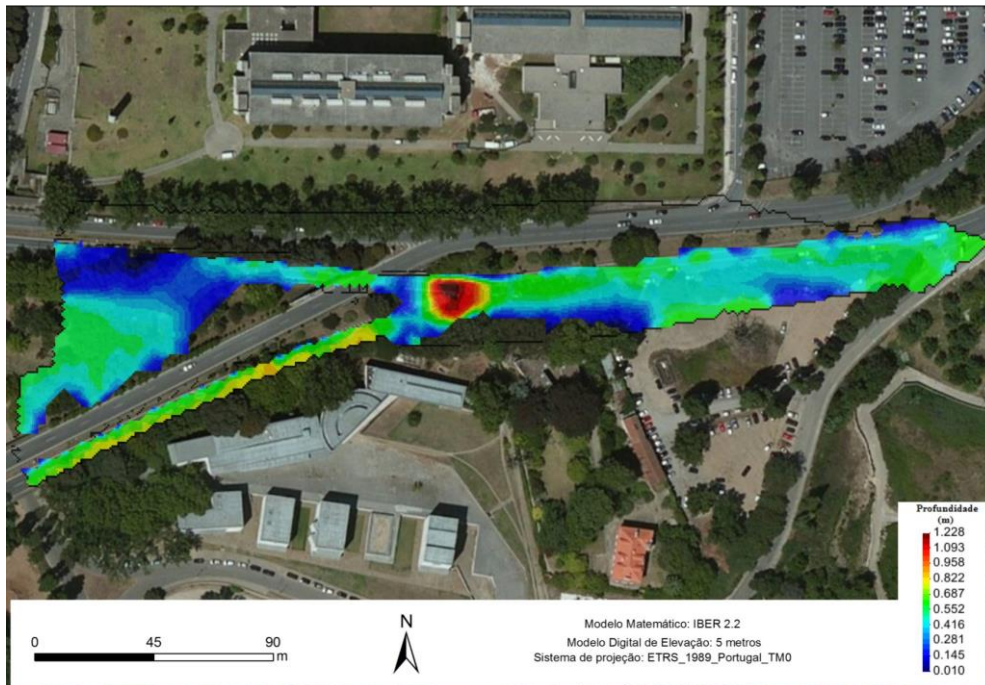 Profundidade
(m)
1.228
1.093
0.958
0.822
0.687
0.552
0.416
0.281
0.145
0.010
N
0 45 90
m
Modelo Matemático: IBER 2.2
Modelo Digital de Elevação: 5 metros
Sistema de projeção: ETRS_1989_Portugal_TM0